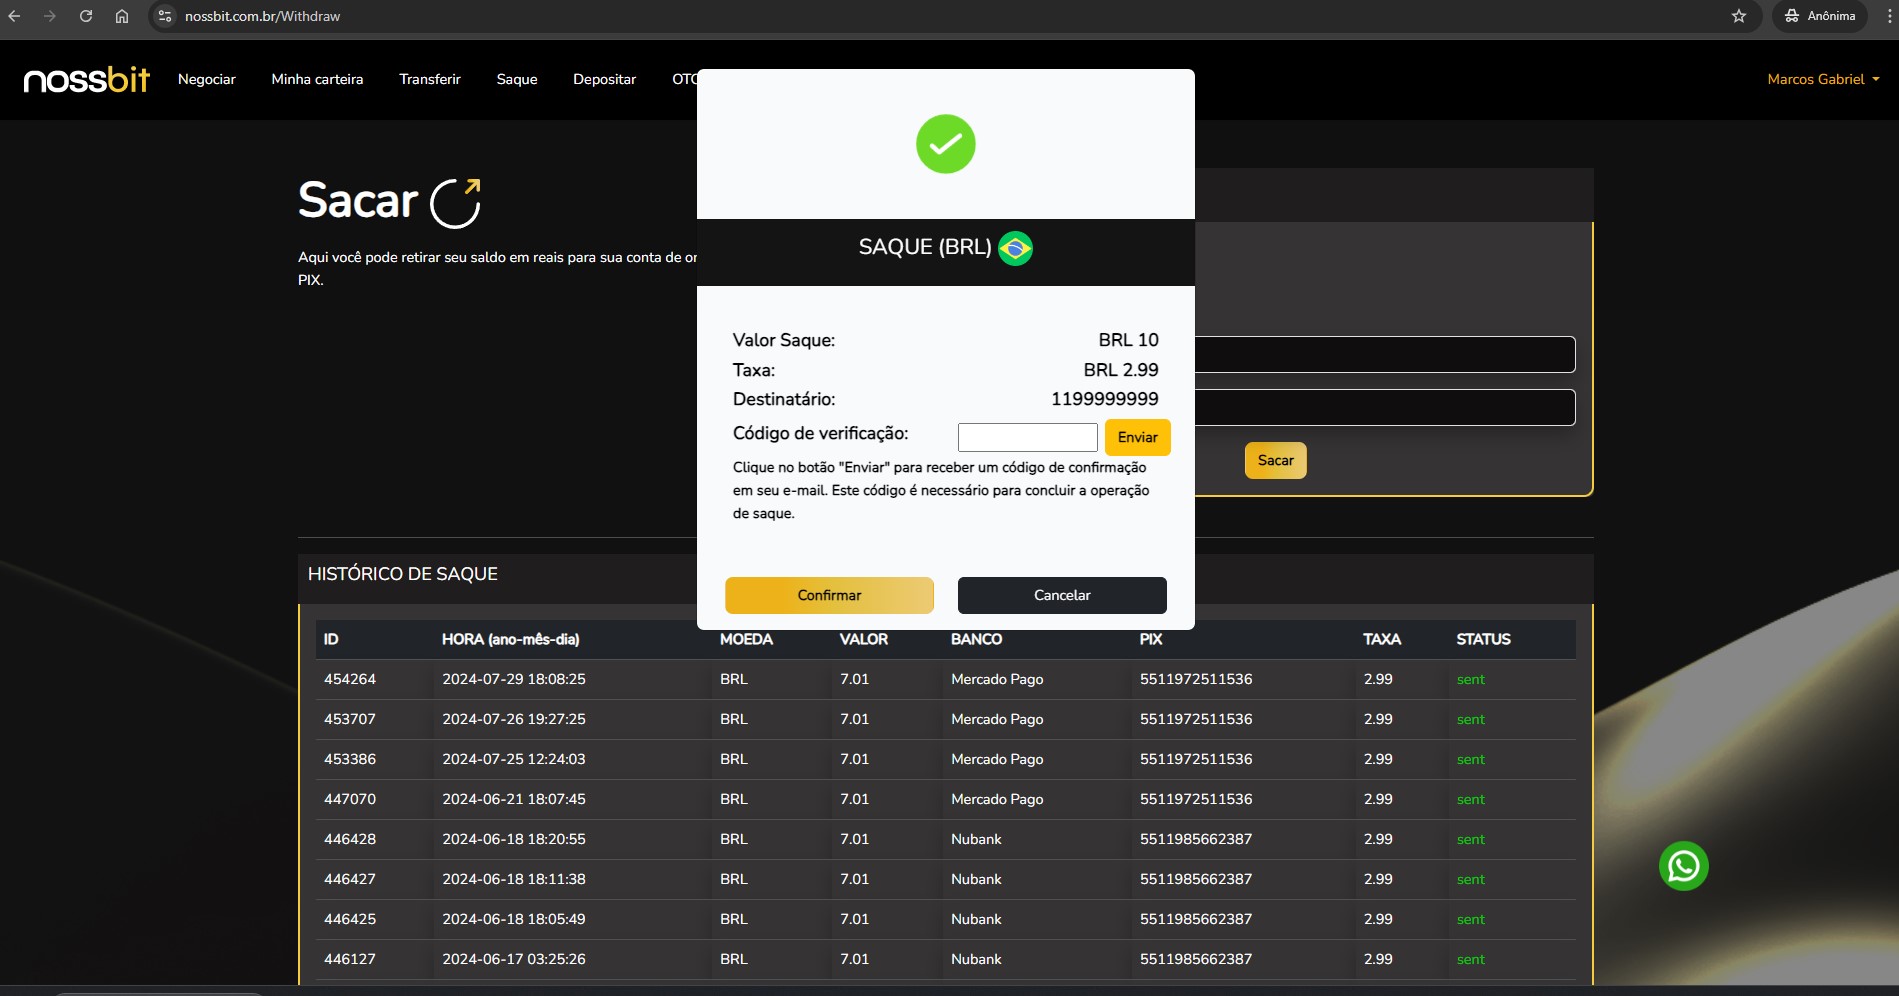 nossbit.com.br/Withdraw
Anônima
nossbit
Negociar
Minha carteira
Transferir
Saque
Depositar
Marcos Gabriel
Sacar
Aqui você pode retirar seu saldo em reais para sua conta de
PIX.
SAQUE (BRL)
Valor Saque: BRL 10
Taxa: BRL 2.99
Destinatário: 1199999999
Código de verificação: Enviar
Clique no botão "Enviar" para receber um código de confirmação
em seu e-mail. Este código é necessário para concluir a operação
de saque.
Confirmar
Cancelar
Sacar
HISTÓRICO DE SAQUE
ID HORA (ano-mês-dia) MOEDA VALOR BANCO PIX TAXA STATUS
454264 2024-07-29 18:08:25 BRL 7.01 Mercado Pago 5511972511536 2.99 sent
453707 2024-07-26 19:27:25 BRL 7.01 Mercado Pago 5511972511536 2.99 sent
453386 2024-07-25 12:24:03 BRL 7.01 Mercado Pago 5511972511536 2.99 sent
447070 2024-06-21 18:07:45 BRL 7.01 Mercado Pago 5511972511536 2.99 sent
446428 2024-06-18 18:20:55 BRL 7.01 Nubank 5511985662387 2.99 sent
446427 2024-06-18 18:11:38 BRL 7.01 Nubank 5511985662387 2.99 sent
446425 2024-06-18 18:05:49 BRL 7.01 Nubank 5511985662387 2.99 sent
446127 2024-06-17 03:25:26 BRL 7.01 Nubank 5511985662387 2.99 sent